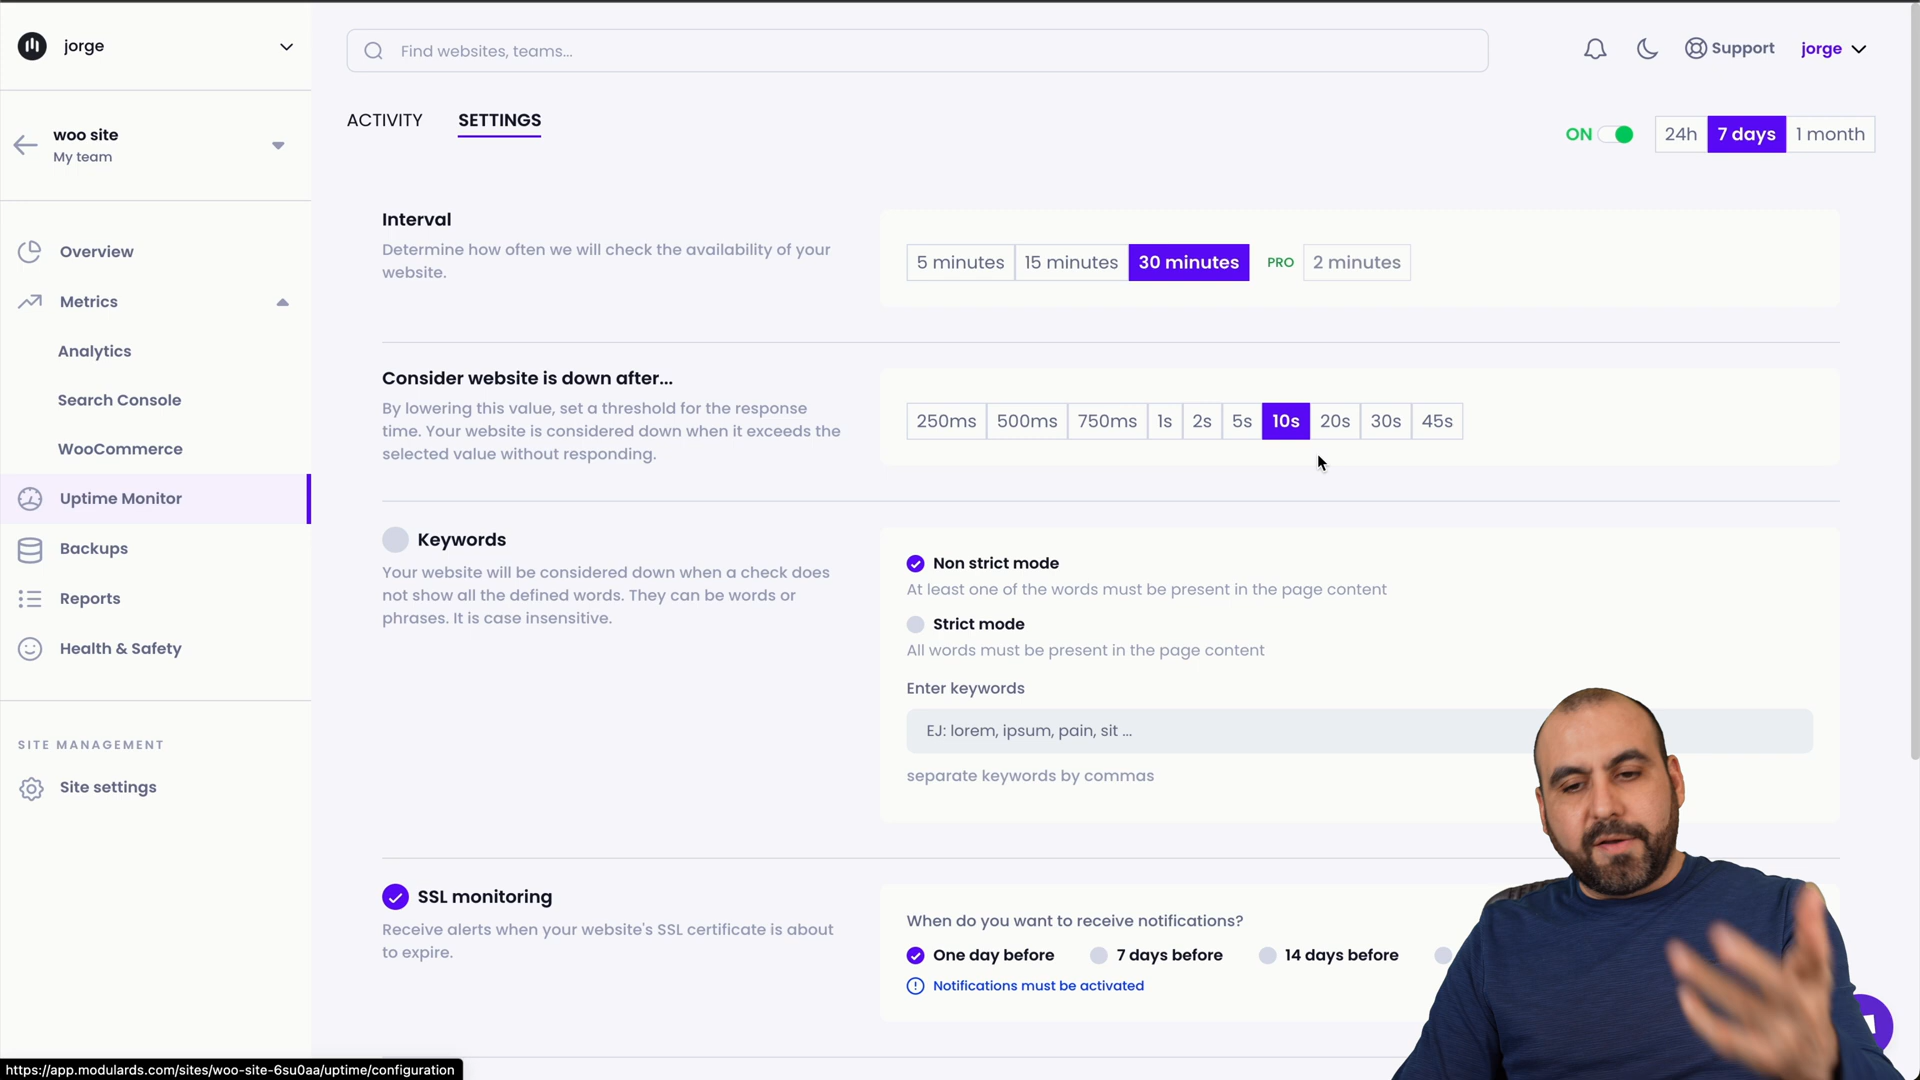 jorge
Find websites, teams...
Support
jorge
woo site
My team
ACTIVITY
SETTINGS
ON
24h
7 days
1 month
Overview
Metrics
Analytics
Search Console
WooCommerce
Uptime Monitor
Backups
Reports
Health & Safety
SITE MANAGEMENT
Site settings
Interval
Determine how often we will check the availability of your
website.
5 minutes
15 minutes
30 minutes
PRO
2 minutes
Consider website is down after...
By lowering this value, set a threshold for the response
time. Your website is considered down when it exceeds the
selected value without responding.
250ms
500ms
750ms
1s
2s
5s
10s
20s
30s
45s
Keywords
Your website will be considered down when a check does
not show all the defined words. They can be words or
phrases. It is case insensitive.
Non strict mode
At least one of the words must be present in the page content
Strict mode
All words must be present in the page content
Enter keywords
EJ: lorem, ipsum, pain, sit ...
separate keywords by commas
SSL monitoring
Receive alerts when your website's SSL certificate is about
to expire.
When do you want to receive notifications?
One day before
7 days before
14 days before
Notifications must be activated
https://app.modulards.com/sites/woo-site-6su0aa/uptime/configuration